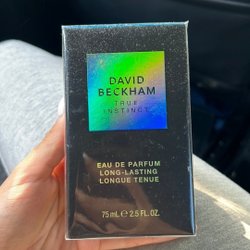 DAVID
BECKHAM
TRUE
INSTINCT
EAU DE PARFUM
LONG-LASTING
LONGUE TENUE
75 mL ℮ 2.5 FL. OZ.